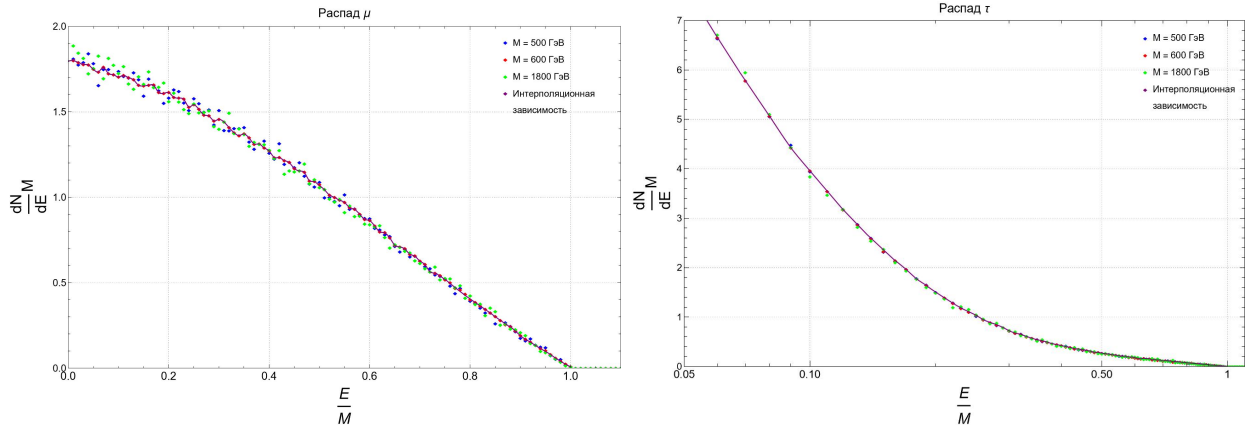 Распад μ
2.0
1.5
1.0
0.5
0.0
dN
dE
M
M = 500 ГэВ
M = 600 ГэВ
M = 1800 ГэВ
Интерполяционная
зависимость
0.0 0.2 0.4 0.6 0.8 1.0
E
M
Распад τ
7
6
5
4
3
2
1
0
dN
dE
M
M = 500 ГэВ
M = 600 ГэВ
M = 1800 ГэВ
Интерполяционная
зависимость
0.05 0.10 0.50 1
E
M